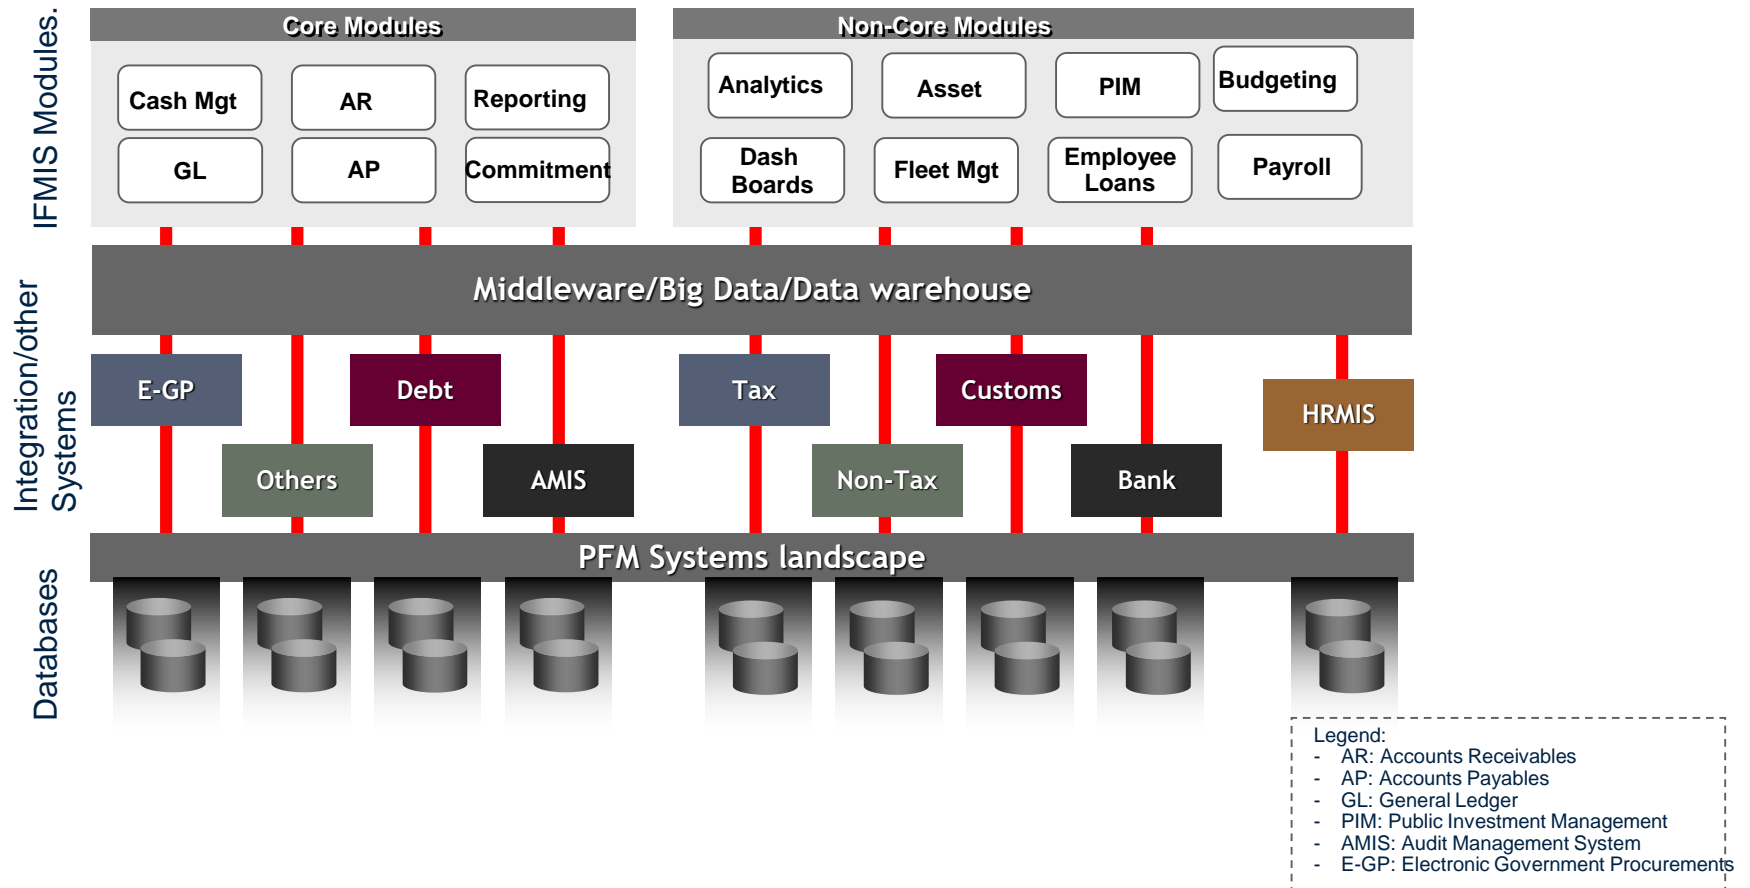 IFMIS Modules.
Core Modules
Non-Core Modules
Cash Mgt
AR
Reporting
GL
AP
Commitment
Analytics
Asset
PIM
Budgeting
Dash
Boards
Fleet Mgt
Employee
Loans
Payroll
Integration/other
Systems
Middleware/Big Data/Data warehouse
E-GP
Debt
Tax
Customs
HRMIS
Others
AMIS
Non-Tax
Bank
PFM Systems landscape
Databases
Legend:
- AR: Accounts Receivables
- AP: Accounts Payables
- GL: General Ledger
- PIM: Public Investment Management
- AMIS: Audit Management System
- E-GP: Electronic Government Procurements